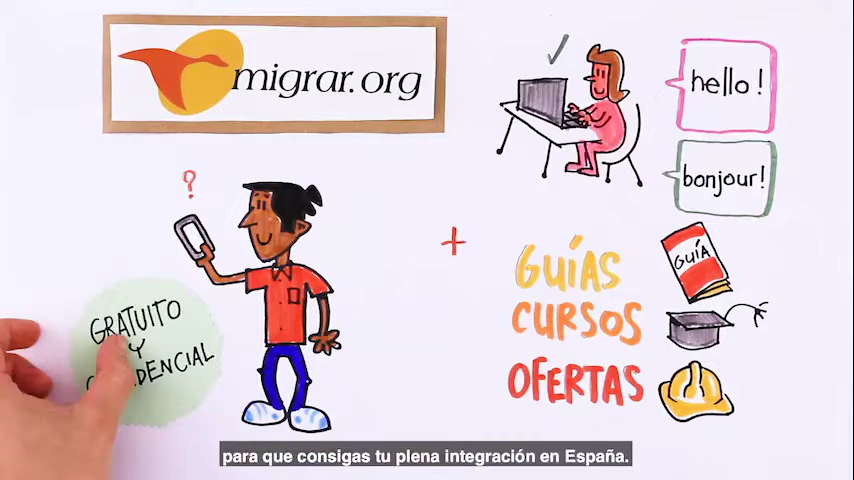 migrar.org
hello!
bonjour!
?
+
GUÍAS
GUÍA
CURSOS
OFERTAS
GRATUITO
Y
para que consigas tu plena integración en España.